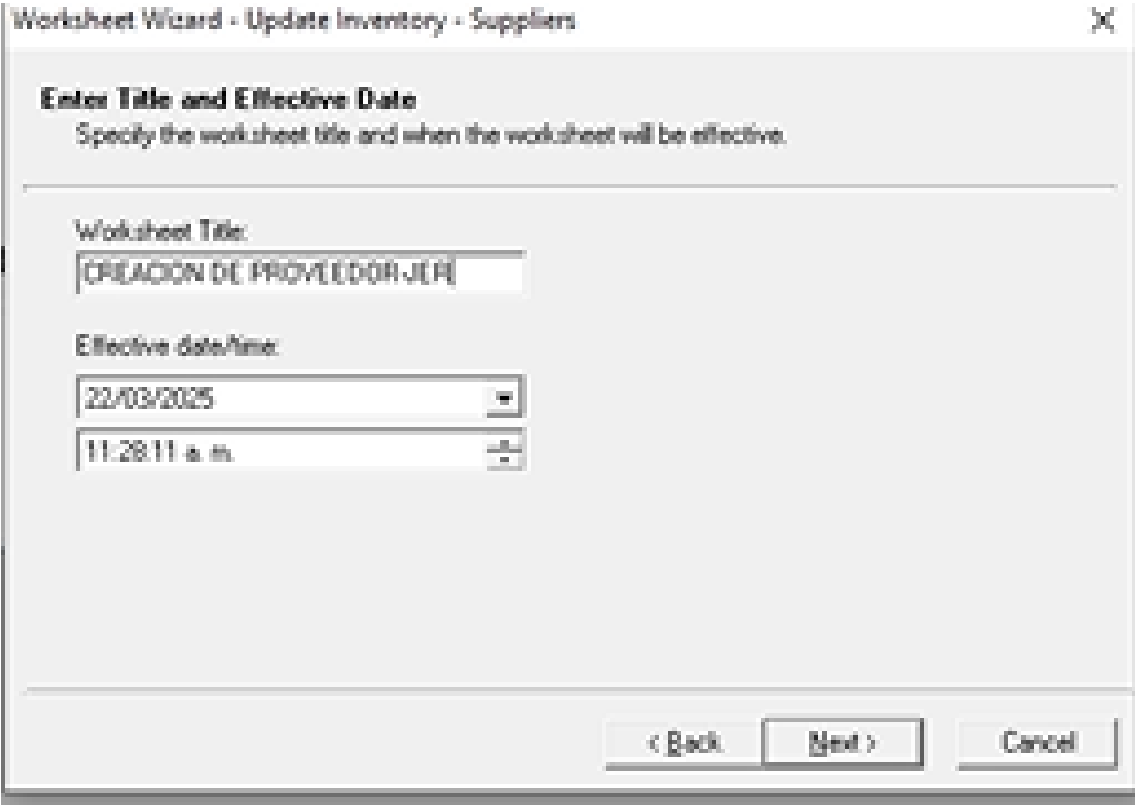 Worksheet Wizard - Update Inventory - Suppliers
Enter Title and Effective Date
Specify the worksheet title and when the worksheet will be effective.
Worksheet Title:
CREACION DE PROVEEDOR
Effective date/time:
22/03/2025
11:28:11 a. m.
< Back
Next >
Cancel